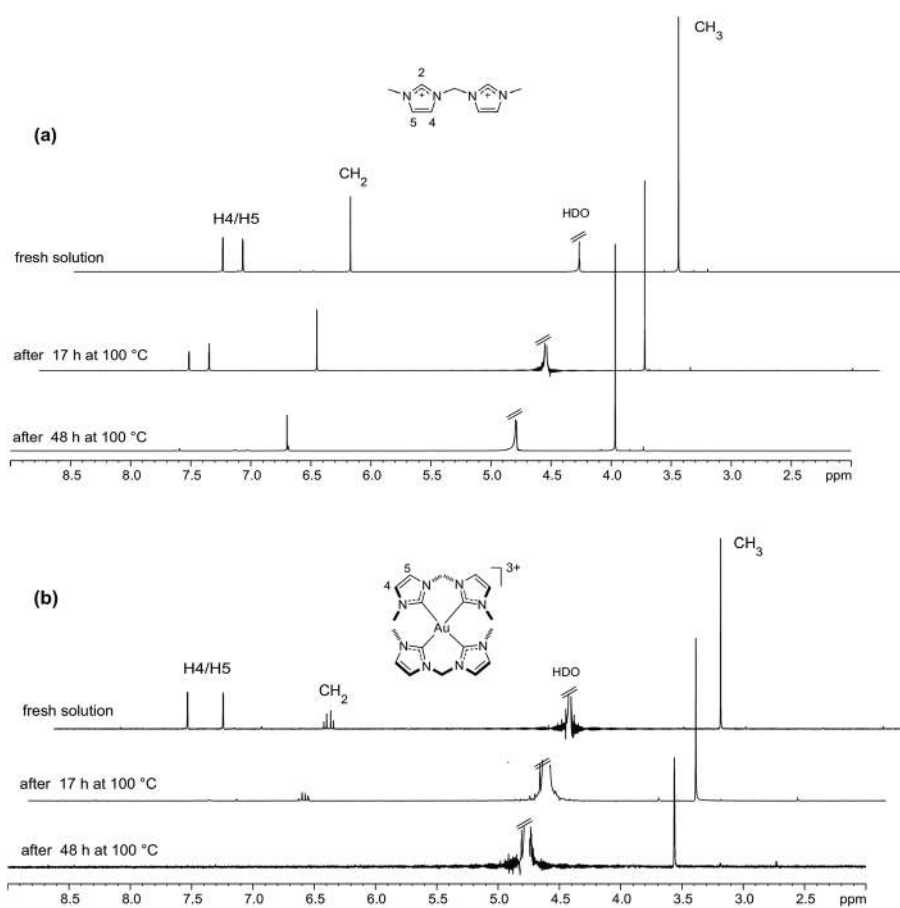 CH3
2
N N N N
+ +
5 4
(a)
CH2
H4/H5
HDO
fresh solution
after 17 h at 100 °C
after 48 h at 100 °C
8.5 8.0 7.5 7.0 6.5 6.0 5.5 5.0 4.5 4.0 3.5 3.0 2.5 ppm
CH3
3+
5
4
N N
N N
(b)
Au
N N
N N
H4/H5
CH2
HDO
fresh solution
after 17 h at 100 °C
after 48 h at 100 °C
8.5 8.0 7.5 7.0 6.5 6.0 5.5 5.0 4.5 4.0 3.5 3.0 2.5 ppm